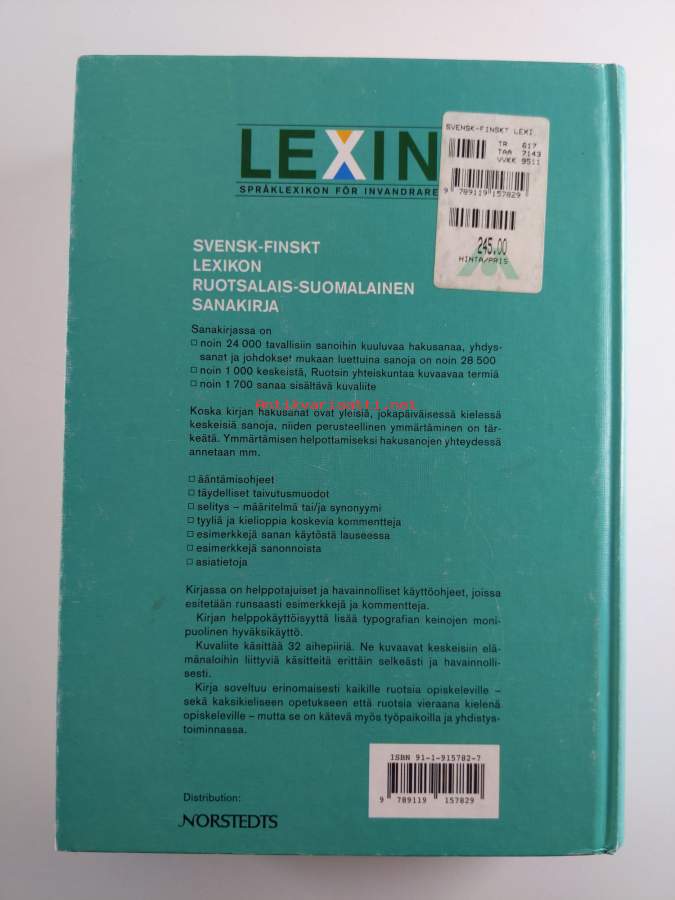 LEXIN
SPRÅKLEXIKON FÖR INVANDRARE
SVENSK-FINSKT LEXI
TR 617
TAA 7143
VVKK 9511
9 789119 157829
245.00
HINTA/PRIS
SVENSK-FINSKT
LEXIKON
RUOTSALAIS-SUOMALAINEN
SANAKIRJA
Sanakirjassa on
□ noin 24 000 tavallisiin sanoihin kuuluvaa hakusanaa, yhdys-
sanat ja johdokset mukaan luettuina sanoja on noin 28 500
□ noin 1 000 keskeistä, Ruotsin yhteiskuntaa kuvaavaa termiä
□ noin 1 700 sanaa sisältävä kuvaliite
Antikvariaatti.net
Koska kirjan hakusanat ovat yleisiä, jokapäiväisessä kielessä
keskeisiä sanoja, niiden perusteellinen ymmärtäminen on tär-
keätä. Ymmärtämisen helpottamiseksi hakusanojen yhteydessä
annetaan mm.
□ ääntämisohjeet
□ täydelliset taivutusmuodot
□ selitys – määritelmä tai/ja synonyymi
□ tyyliä ja kielioppia koskevia kommentteja
□ esimerkkejä sanan käytöstä lauseessa
□ esimerkkejä sanonnoista
□ asiatietoja
Kirjassa on helppotajuiset ja havainnolliset käyttöohjeet, joissa
esitetään runsaasti esimerkkejä ja kommentteja.
Kirjan helppokäyttöisyyttä lisää typografian keinojen moni-
puolinen hyväksikäyttö.
Kuvaliite käsittää 32 aihepiiriä. Ne kuvaavat keskeisiin elä-
mänaloihin liittyviä käsitteitä erittäin selkeästi ja havainnolli-
sesti.
Kirja soveltuu erinomaisesti kaikille ruotsia opiskeleville –
sekä kaksikieliseen opetukseen että ruotsia vieraana kielenä
opiskeleville – mutta se on kätevä myös työpaikoilla ja yhdistys-
toiminnassa.
ISBN 91-1-915782-7
9 789119 157829
Distribution:
NORSTEDTS